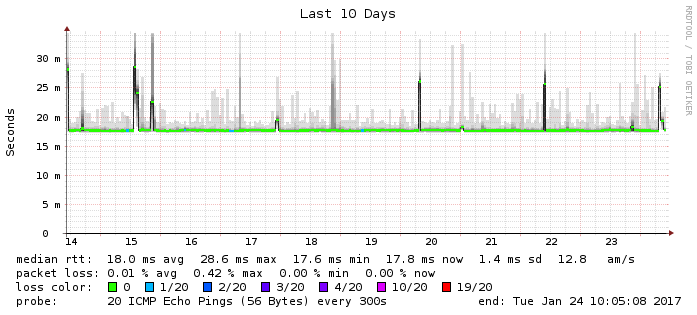 Last 10 Days
RRDTOOL / TOBI OETIKER
Seconds
30 m
25 m
20 m
15 m
10 m
5 m
0
14 15 16 17 18 19 20 21 22 23
median rtt: 18.0 ms avg 28.6 ms max 17.6 ms min 17.8 ms now 1.4 ms sd 12.8 am/s
packet loss: 0.01 % avg 0.42 % max 0.00 % min 0.00 % now
loss color: 0 1/20 2/20 3/20 4/20 10/20 19/20
probe: 20 ICMP Echo Pings (56 Bytes) every 300s end: Tue Jan 24 10:05:08 2017